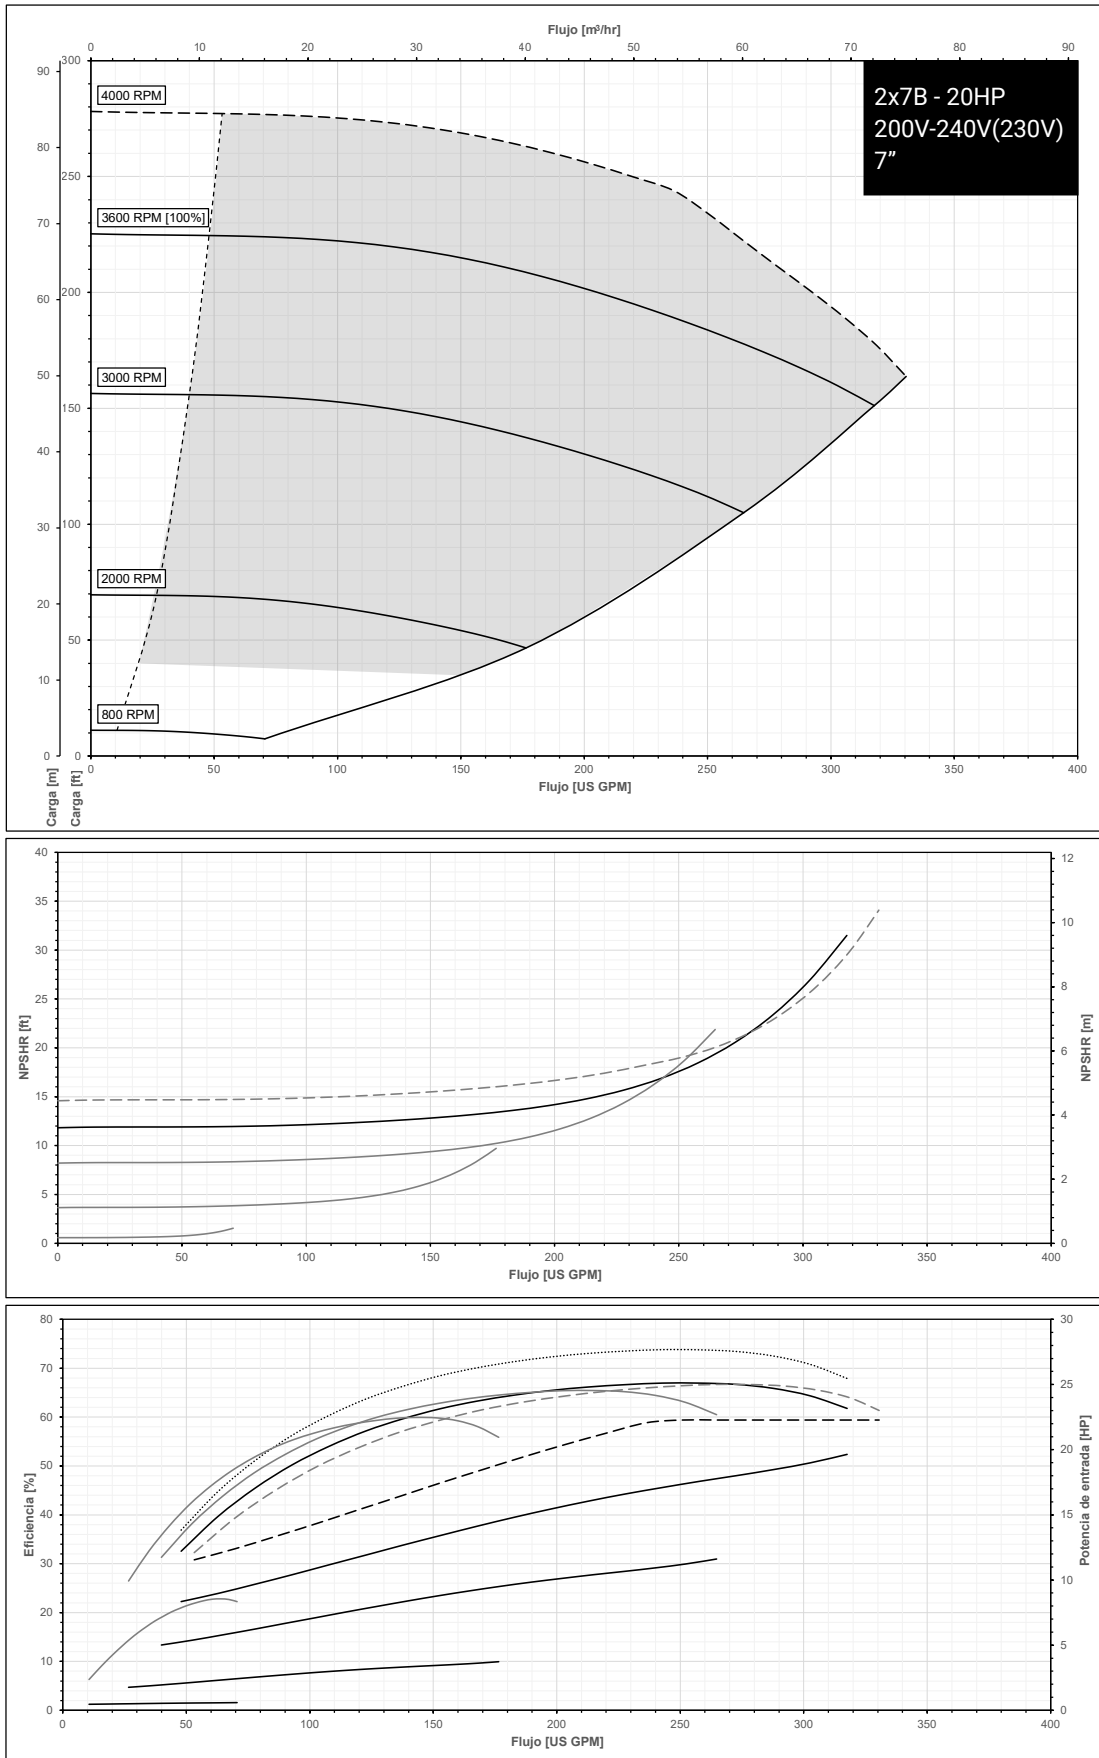 Flujo [m³/hr]
0 10 20 30 40 50 60 70 80 90
2x7B - 20HP
200V-240V(230V)
7”
90
80
70
60
50
40
30
20
10
0
300
250
200
150
100
50
0
4000 RPM
3600 RPM [100%]
3000 RPM
2000 RPM
800 RPM
0 50 100 150 200 250 300 350 400
Flujo [US GPM]
Carga [m]
Carga [ft]
40
35
30
25
20
15
10
5
0
NPSHR [ft]
12
10
8
6
4
2
0
NPSHR [m]
0 50 100 150 200 250 300 350 400
Flujo [US GPM]
80
70
60
50
40
30
20
10
0
Eficiencia [%]
30
25
20
15
10
5
0
Potencia de entrada [HP]
0 50 100 150 200 250 300 350 400
Flujo [US GPM]